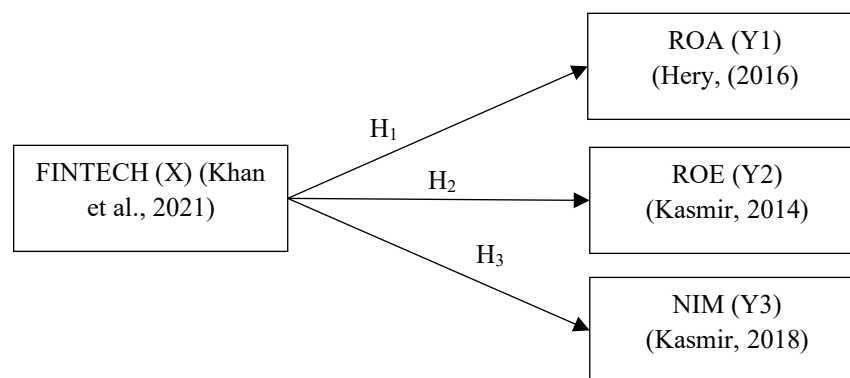 ROA (Y1)
(Hery, (2016)
H₁
FINTECH (X) (Khan
et al., 2021)
H₂
ROE (Y2)
(Kasmir, 2014)
H₃
NIM (Y3)
(Kasmir, 2018)